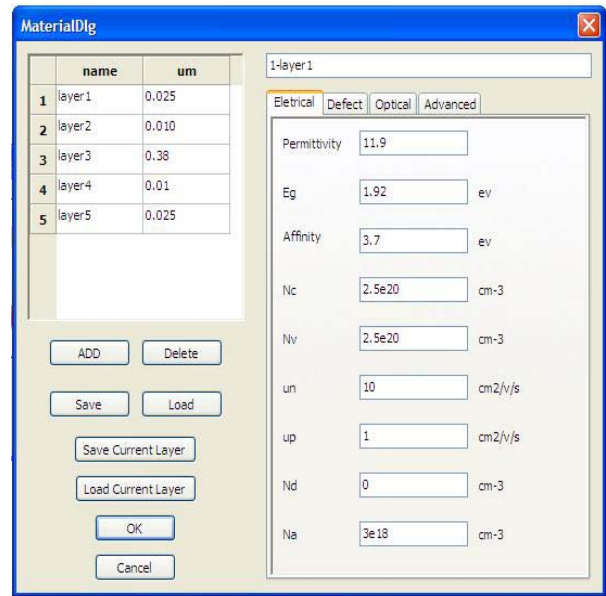 MaterialDlg
name um
1 layer1 0.025
2 layer2 0.010
3 layer3 0.38
4 layer4 0.01
5 layer5 0.025
ADD Delete
Save Load
Save Current Layer
Load Current Layer
OK
Cancel
1-layer1
Eletrical Defect Optical Advanced
Permittivity 11.9
Eg 1.92 ev
Affinity 3.7 ev
Nc 2.5e20 cm-3
Nv 2.5e20 cm-3
un 10 cm2/v/s
up 1 cm2/v/s
Nd 0 cm-3
Na 3e18 cm-3